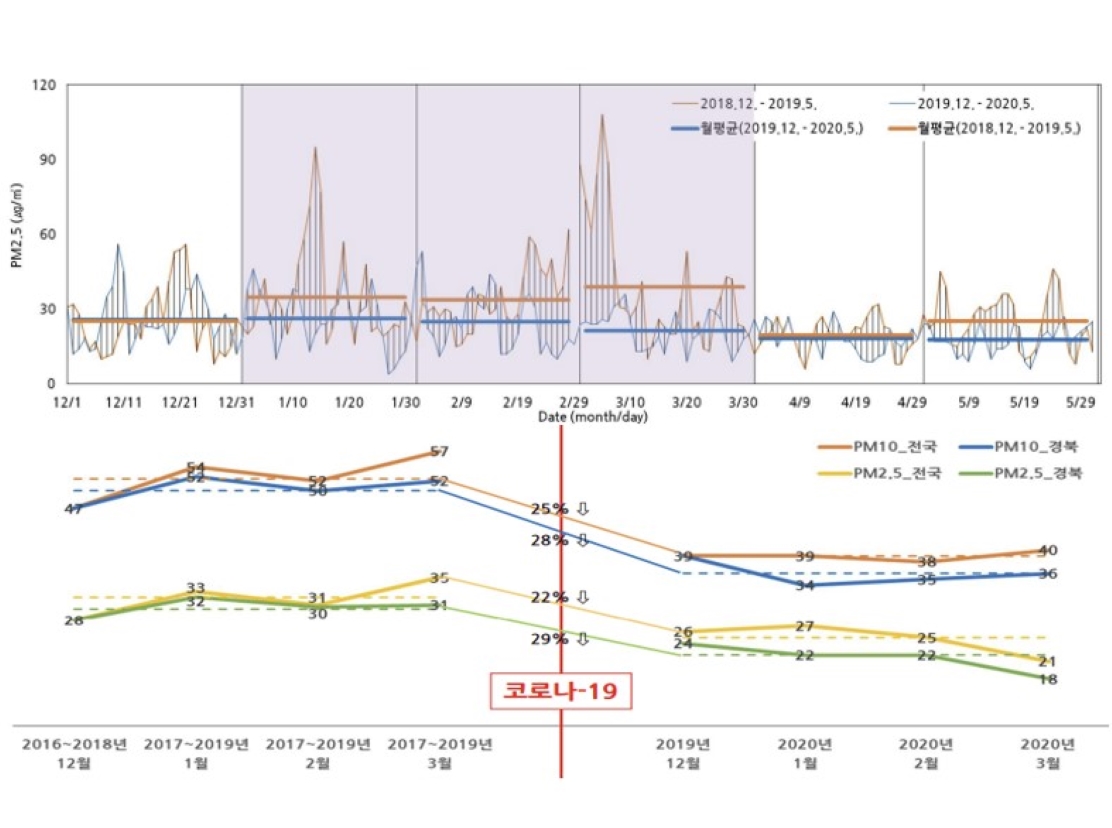 120
90
60
30
0
PM2.5 (㎍/㎥)
2018.12. - 2019.5.
2019.12. - 2020.5.
월평균(2019.12. - 2020.5.)
월평균(2018.12. - 2019.5.)
12/1 12/11 12/21 12/31 1/10 1/20 1/30 2/9 2/19 2/29 3/10 3/20 3/30 4/9 4/19 4/29 5/9 5/19 5/29
Date (month/day)
PM10_전국 PM10_경북
PM2.5_전국 PM2.5_경북
47 54 52 57
52 50 52
25% ⇩
28% ⇩
39 39 38 40
34 35 36
33 31 35
28 32 30 31
22% ⇩
29% ⇩
26 27 25 21
24 22 22 18
코로나-19
2016~2018년 2017~2019년 2017~2019년 2017~2019년 2019년 2020년 2020년 2020년
12월 1월 2월 3월 12월 1월 2월 3월